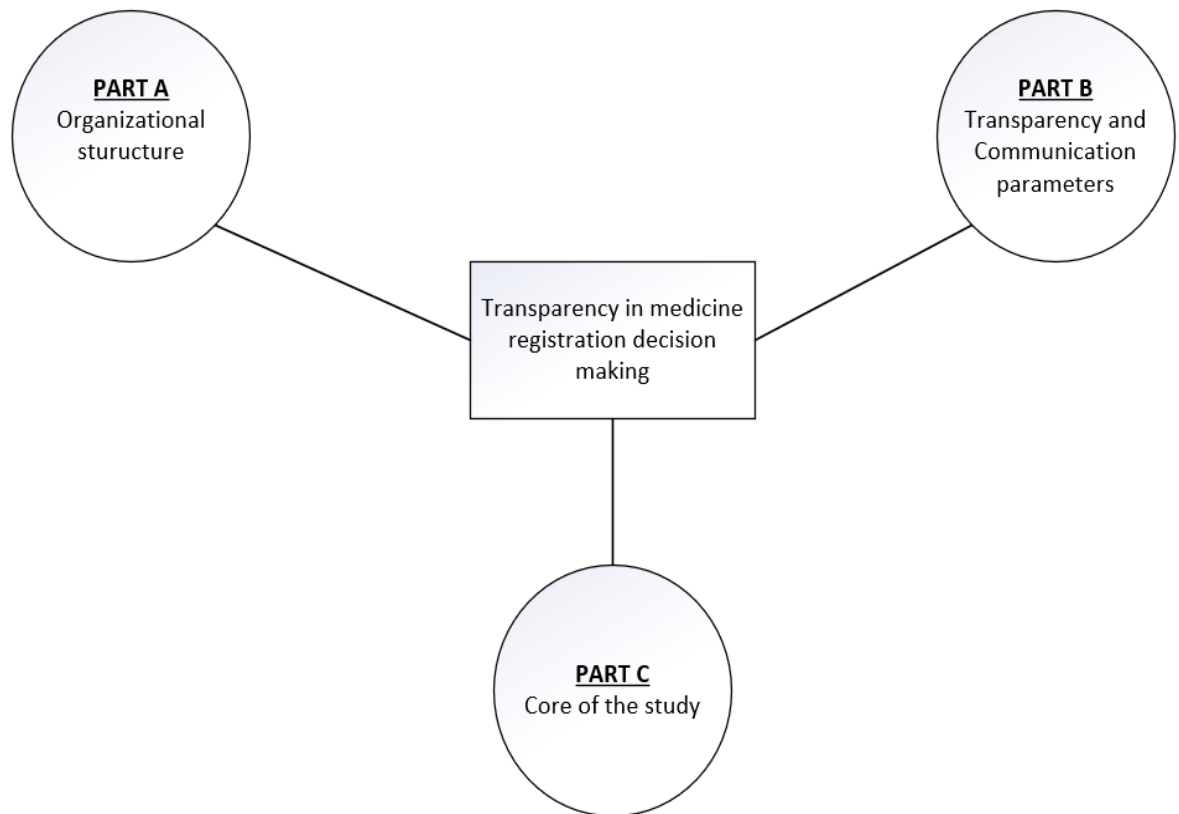 PART A
Organizational
sturucture
PART B
Transparency and
Communication
parameters
Transparency in medicine
registration decision
making
PART C
Core of the study